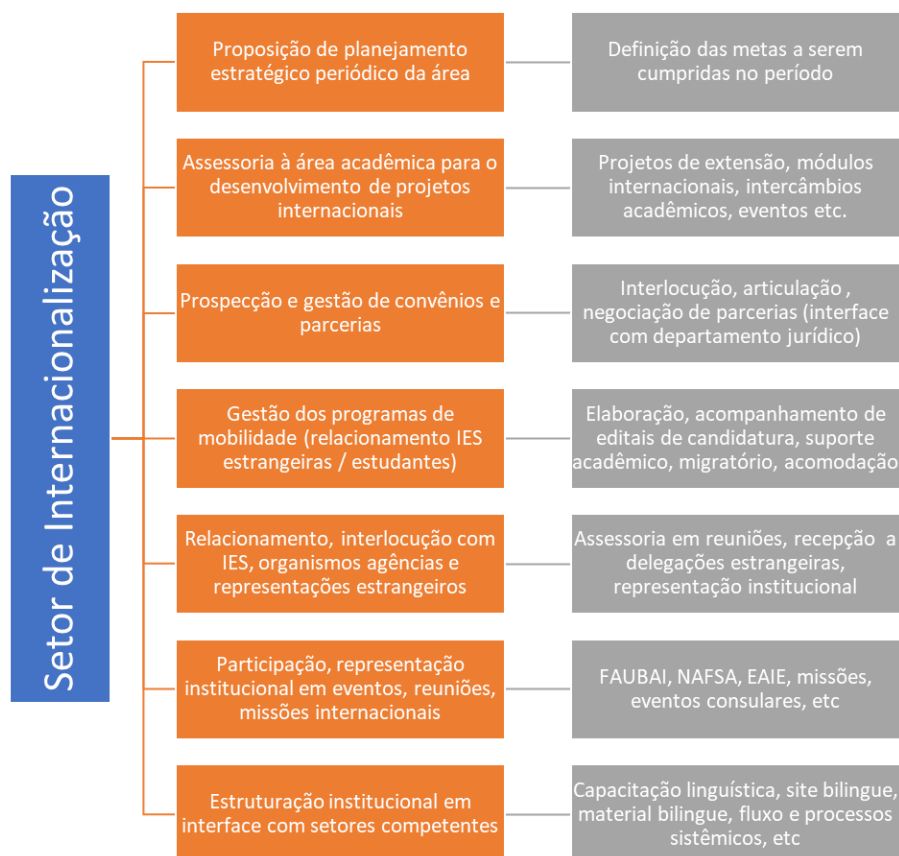 Setor de Internacionalização
Proposição de planejamento
estratégico periódico da área
Definição das metas a serem
cumpridas no período
Assessoria à área acadêmica para o
desenvolvimento de projetos
internacionais
Projetos de extensão, módulos
internacionais, intercâmbios
acadêmicos, eventos etc.
Prospecção e gestão de convênios e
parcerias
Interlocução, articulação ,
negociação de parcerias (interface
com departamento jurídico)
Gestão dos programas de
mobilidade (relacionamento IES
estrangeiras / estudantes)
Elaboração, acompanhamento de
editais de candidatura, suporte
acadêmico, migratório, acomodação
Relacionamento, interlocução com
IES, organismos agências e
representações estrangeiros
Assessoria em reuniões, recepção a
delegações estrangeiras,
representação institucional
Participação, representação
institucional em eventos, reuniões,
missões internacionais
FAUBAI, NAFSA, EAIE, missões,
eventos consulares, etc
Estruturação institucional em
interface com setores competentes
Capacitação linguística, site bilingue,
material bilingue, fluxo e processos
sistêmicos, etc